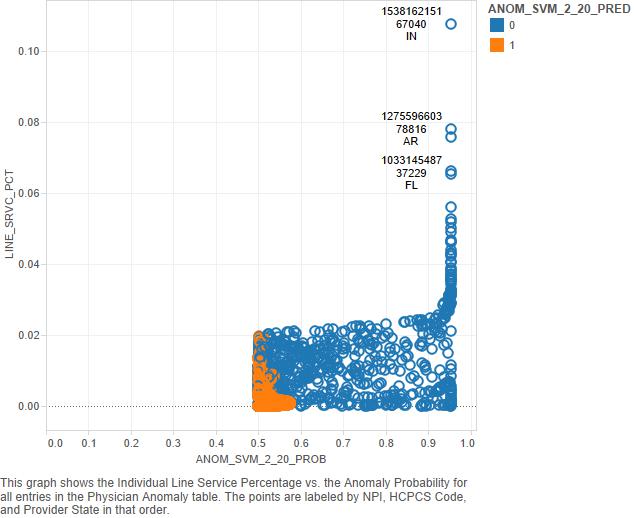 1538162151
67040
IN
ANOM_SVM_2_20_PRED
0
1
0.10
1275596603
78816
AR
0.08
1033145487
37229
FL
0.06
LINE_SRVC_PCT
0.04
0.02
0.00
0.0 0.1 0.2 0.3 0.4 0.5 0.6 0.7 0.8 0.9 1.0
ANOM_SVM_2_20_PROB
This graph shows the Individual Line Service Percentage vs. the Anomaly Probability for
all entries in the Physician Anomaly table. The points are labeled by NPI, HCPCS Code,
and Provider State in that order.